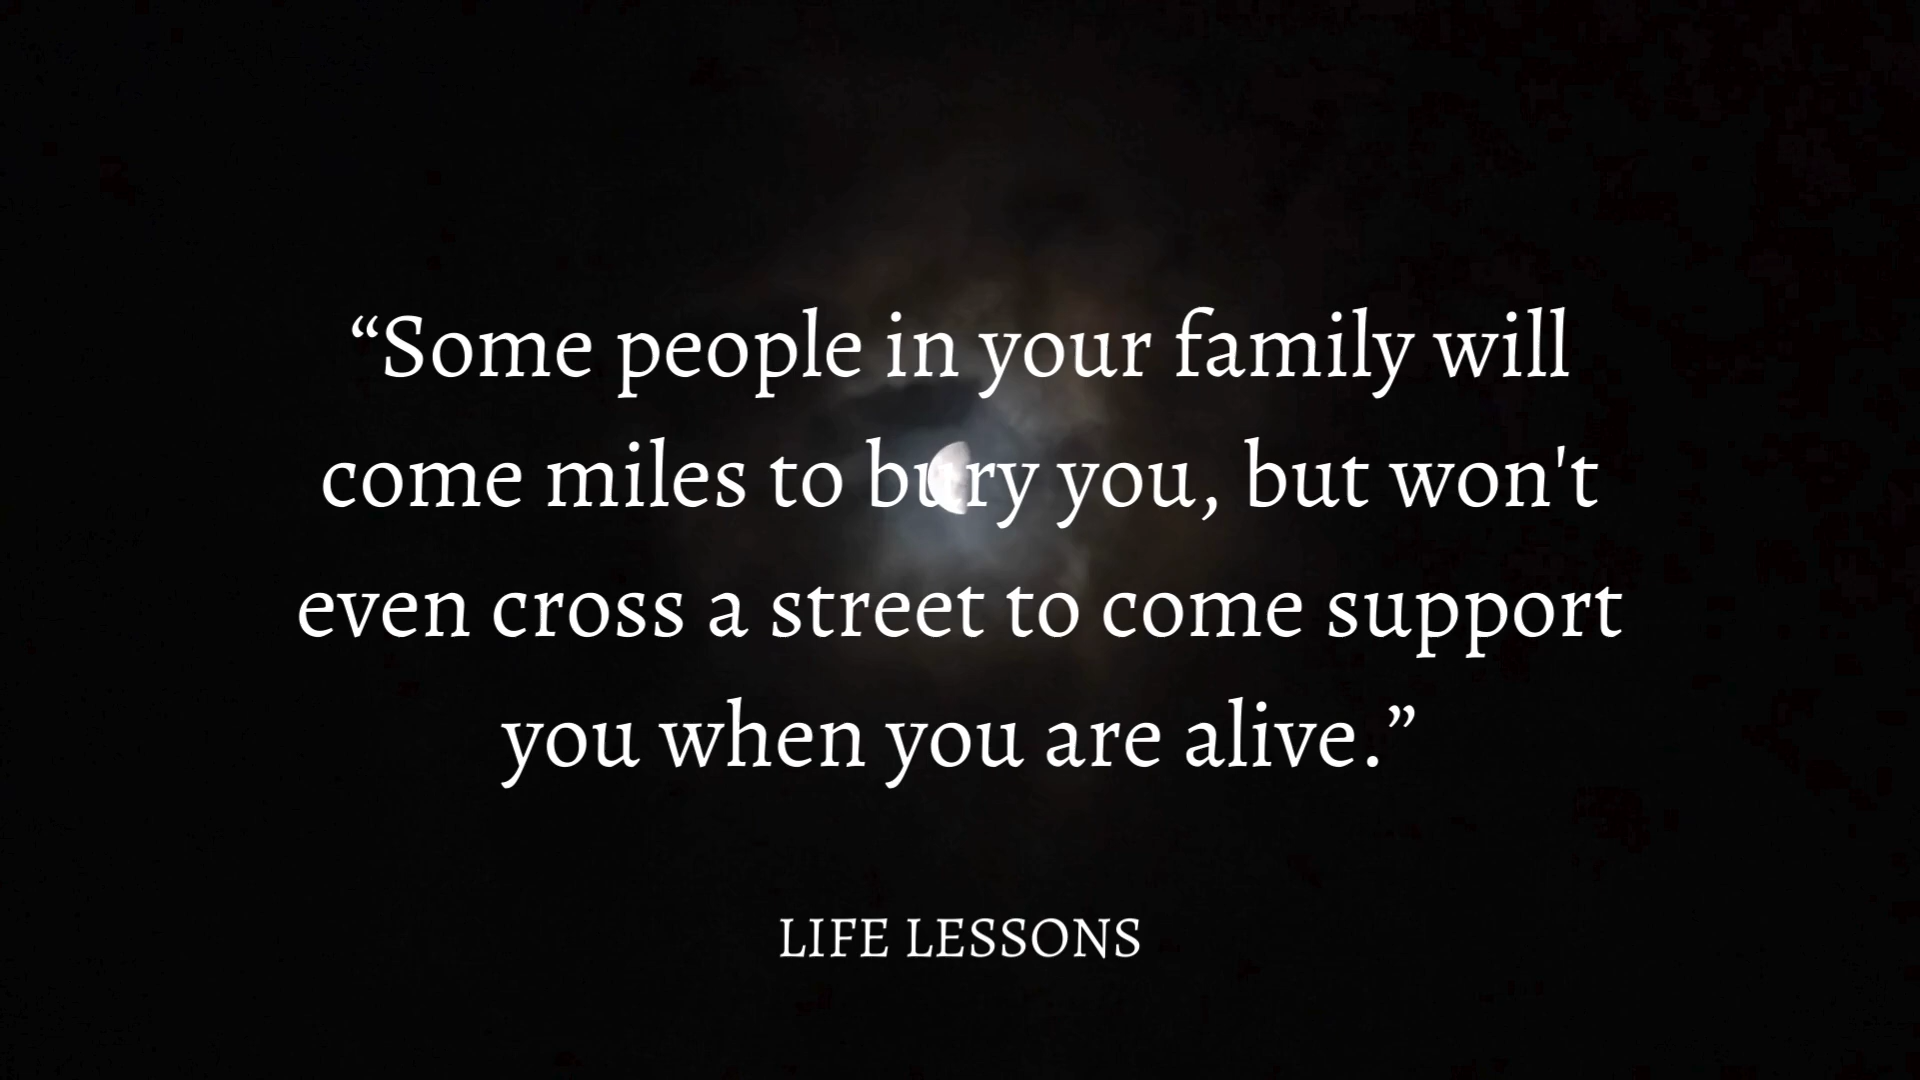 “Some people in your family will
come miles to bury you, but won't
even cross a street to come support
you when you are alive.”
LIFE LESSONS